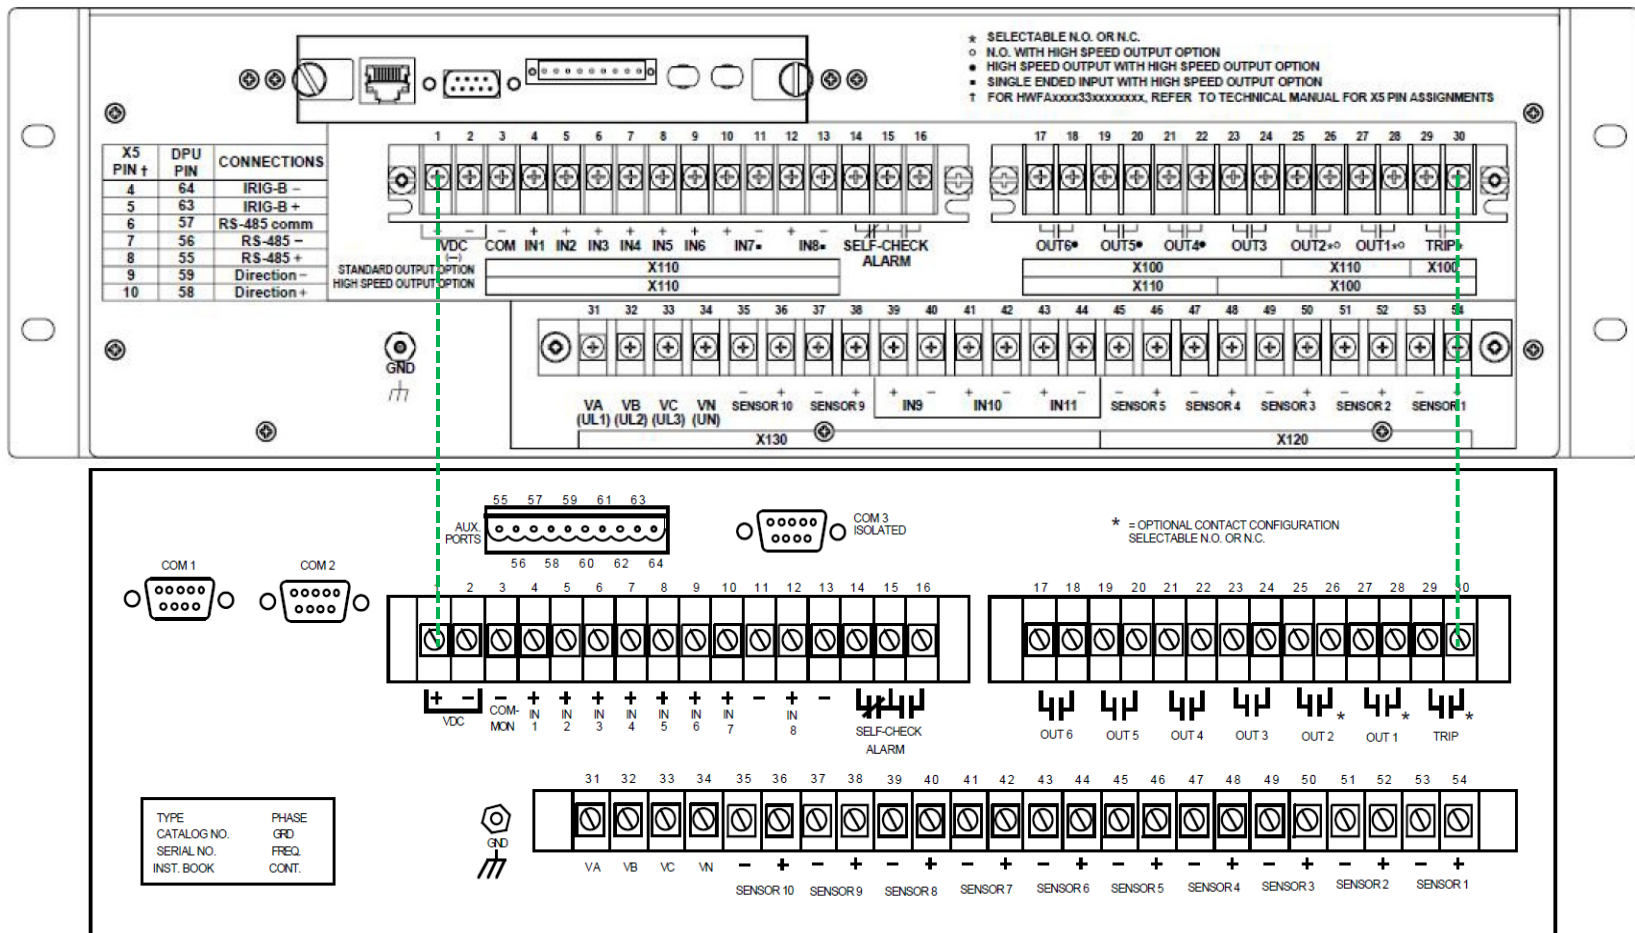 * SELECTABLE N.O. OR N.C.
○ N.O. WITH HIGH SPEED OUTPUT OPTION
● HIGH SPEED OUTPUT WITH HIGH SPEED OUTPUT OPTION
▪ SINGLE ENDED INPUT WITH HIGH SPEED OUTPUT OPTION
† FOR HWFAxxxx33xxxxxxxx, REFER TO TECHNICAL MANUAL FOR X5 PIN ASSIGNMENTS
1 2 3 4 5 6 7 8 9 10 11 12 13 14 15 16
17 18 19 20 21 22 23 24 25 26 27 28 29 30
X5 PIN † DPU PIN CONNECTIONS
4 64 IRIG-B −
5 63 IRIG-B +
6 57 RS-485 comm
7 56 RS-485 −
8 55 RS-485 +
9 59 Direction −
10 58 Direction +
+ − − + + + + + + + − + −
VDC COM IN1 IN2 IN3 IN4 IN5 IN6 IN7▪ IN8▪ SELF-CHECK
(---) ALARM
OUT6● OUT5● OUT4● OUT3 OUT2*○ OUT1*○ TRIP*
STANDARD OUTPUT OPTION X110 X100 X110 X100
HIGH SPEED OUTPUT OPTION X110 X110 X100
31 32 33 34 35 36 37 38 39 40 41 42 43 44 45 46 47 48 49 50 51 52 53 54
GND
− + − + + − + − + − − + − + − + − + − +
VA VB VC VN SENSOR 10 SENSOR 9 IN9 IN10 IN11 SENSOR 5 SENSOR 4 SENSOR 3 SENSOR 2 SENSOR 1
(UL1) (UL2) (UL3) (UN)
X130 X120
55 57 59 61 63
AUX. PORTS
56 58 60 62 64
COM 3
ISOLATED
* = OPTIONAL CONTACT CONFIGURATION
SELECTABLE N.O. OR N.C.
COM 1 COM 2
1 2 3 4 5 6 7 8 9 10 11 12 13 14 15 16
17 18 19 20 21 22 23 24 25 26 27 28 29 30
+ − − + + + + + + + − + −
VDC COM-MON IN 1 IN 2 IN 3 IN 4 IN 5 IN 6 IN 7 IN 8 SELF-CHECK
ALARM
OUT 6 OUT 5 OUT 4 OUT 3 OUT 2 * OUT 1 * TRIP *
31 32 33 34 35 36 37 38 39 40 41 42 43 44 45 46 47 48 49 50 51 52 53 54
GND
− + − + − + − + − + − + − + − + − + − +
VA VB VC VN SENSOR 10 SENSOR 9 SENSOR 8 SENSOR 7 SENSOR 6 SENSOR 5 SENSOR 4 SENSOR 3 SENSOR 2 SENSOR 1
TYPE PHASE
CATALOG NO. GRD
SERIAL NO. FREQ.
INST. BOOK CONT.